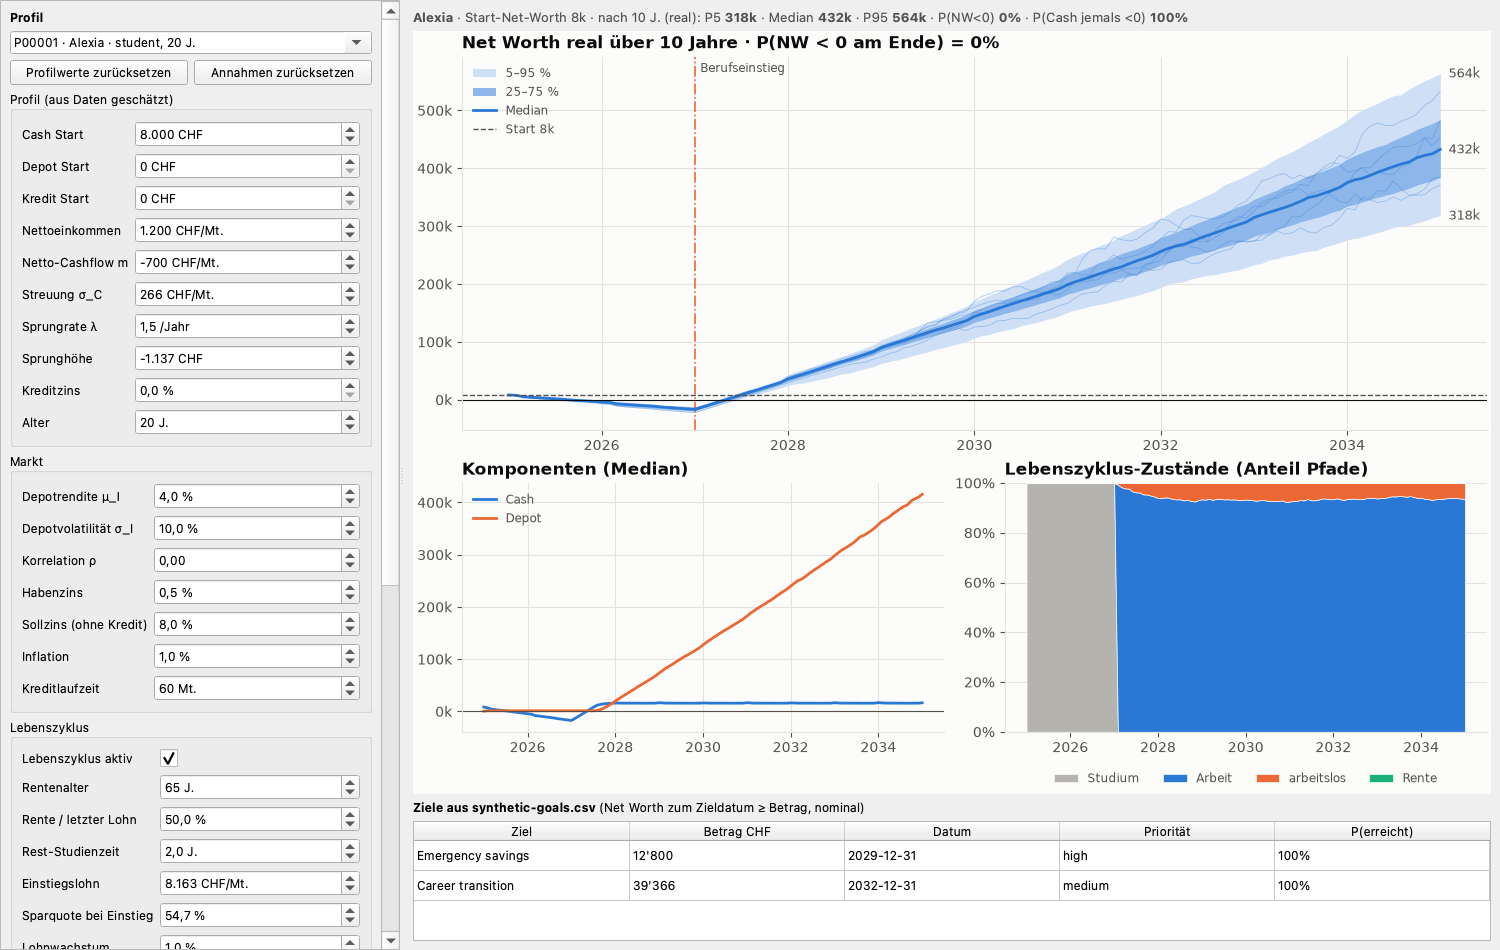 Profil
P00001 · Alexia · student, 20 J.
Profilwerte zurücksetzen
Annahmen zurücksetzen
Profil (aus Daten geschätzt)
Cash Start 8.000 CHF
Depot Start 0 CHF
Kredit Start 0 CHF
Nettoeinkommen 1.200 CHF/Mt.
Netto-Cashflow m -700 CHF/Mt.
Streuung σ_C 266 CHF/Mt.
Sprungrate λ 1,5 /Jahr
Sprunghöhe -1.137 CHF
Kreditzins 0,0 %
Alter 20 J.
Markt
Depotrendite μ_I 4,0 %
Depotvolatilität σ_I 10,0 %
Korrelation ρ 0,00
Habenzins 0,5 %
Sollzins (ohne Kredit) 8,0 %
Inflation 1,0 %
Kreditlaufzeit 60 Mt.
Lebenszyklus
Lebenszyklus aktiv
Rentenalter 65 J.
Rente / letzter Lohn 50,0 %
Rest-Studienzeit 2,0 J.
Einstiegslohn 8.163 CHF/Mt.
Sparquote bei Einstieg 54,7 %
Lohnwachstum 1,0 %
Alexia · Start-Net-Worth 8k · nach 10 J. (real): P5 318k · Median 432k · P95 564k · P(NW<0) 0% · P(Cash jemals <0) 100%
Net Worth real über 10 Jahre · P(NW < 0 am Ende) = 0%
Berufseinstieg
5–95 %
25–75 %
Median
Start 8k
564k
432k
318k
500k
400k
300k
200k
100k
0k
2026 2028 2030 2032 2034
Komponenten (Median)
Cash
Depot
400k
300k
200k
100k
0k
2026 2028 2030 2032 2034
Lebenszyklus-Zustände (Anteil Pfade)
100%
80%
60%
40%
20%
0%
2026 2028 2030 2032 2034
Studium Arbeit arbeitslos Rente
Ziele aus synthetic-goals.csv (Net Worth zum Zieldatum ≥ Betrag, nominal)
Ziel Betrag CHF Datum Priorität P(erreicht)
Emergency savings 12'800 2029-12-31 high 100%
Career transition 39'366 2032-12-31 medium 100%